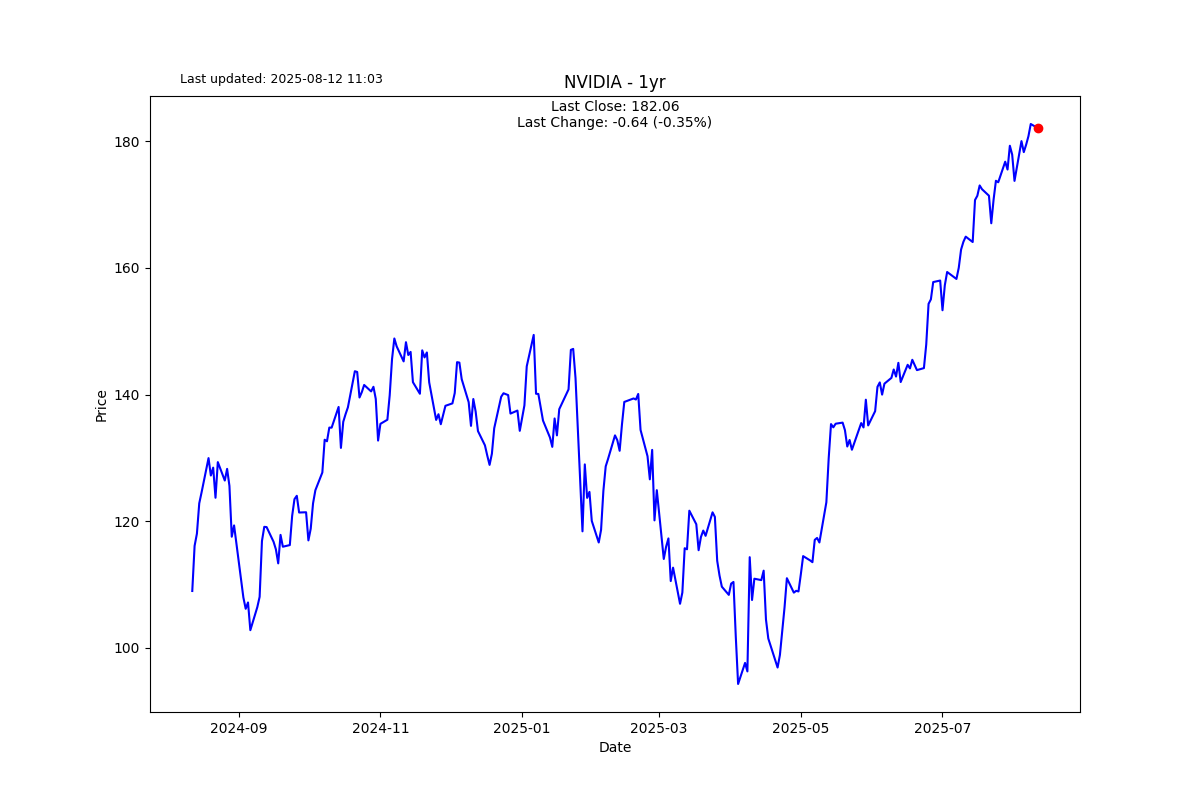 Last updated: 2025-08-12 11:03
NVIDIA - 1yr
Last Close: 182.06
Last Change: -0.64 (-0.35%)
180
160
140
120
100
Price
2024-09
2024-11
2025-01
2025-03
2025-05
2025-07
Date